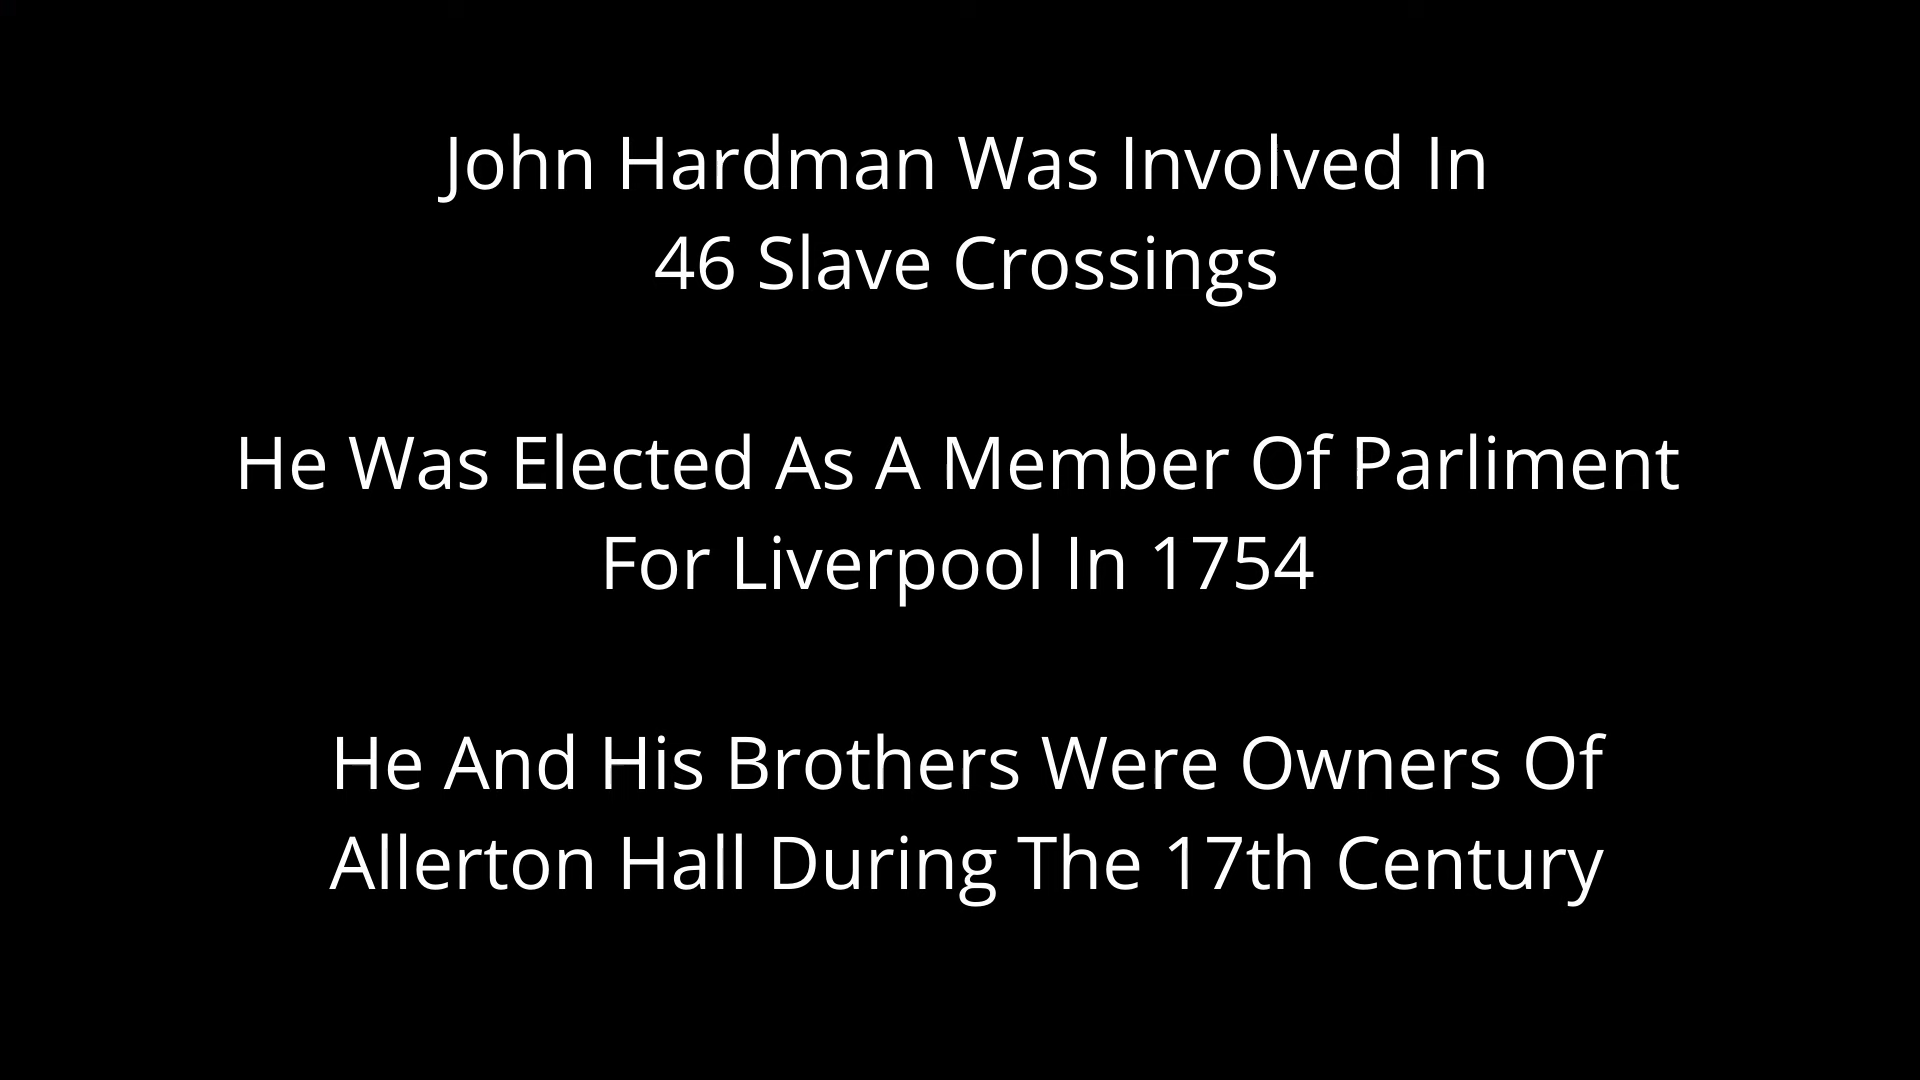 John Hardman Was Involved In
46 Slave Crossings
He Was Elected As A Member Of Parliment
For Liverpool In 1754
He And His Brothers Were Owners Of
Allerton Hall During The 17th Century